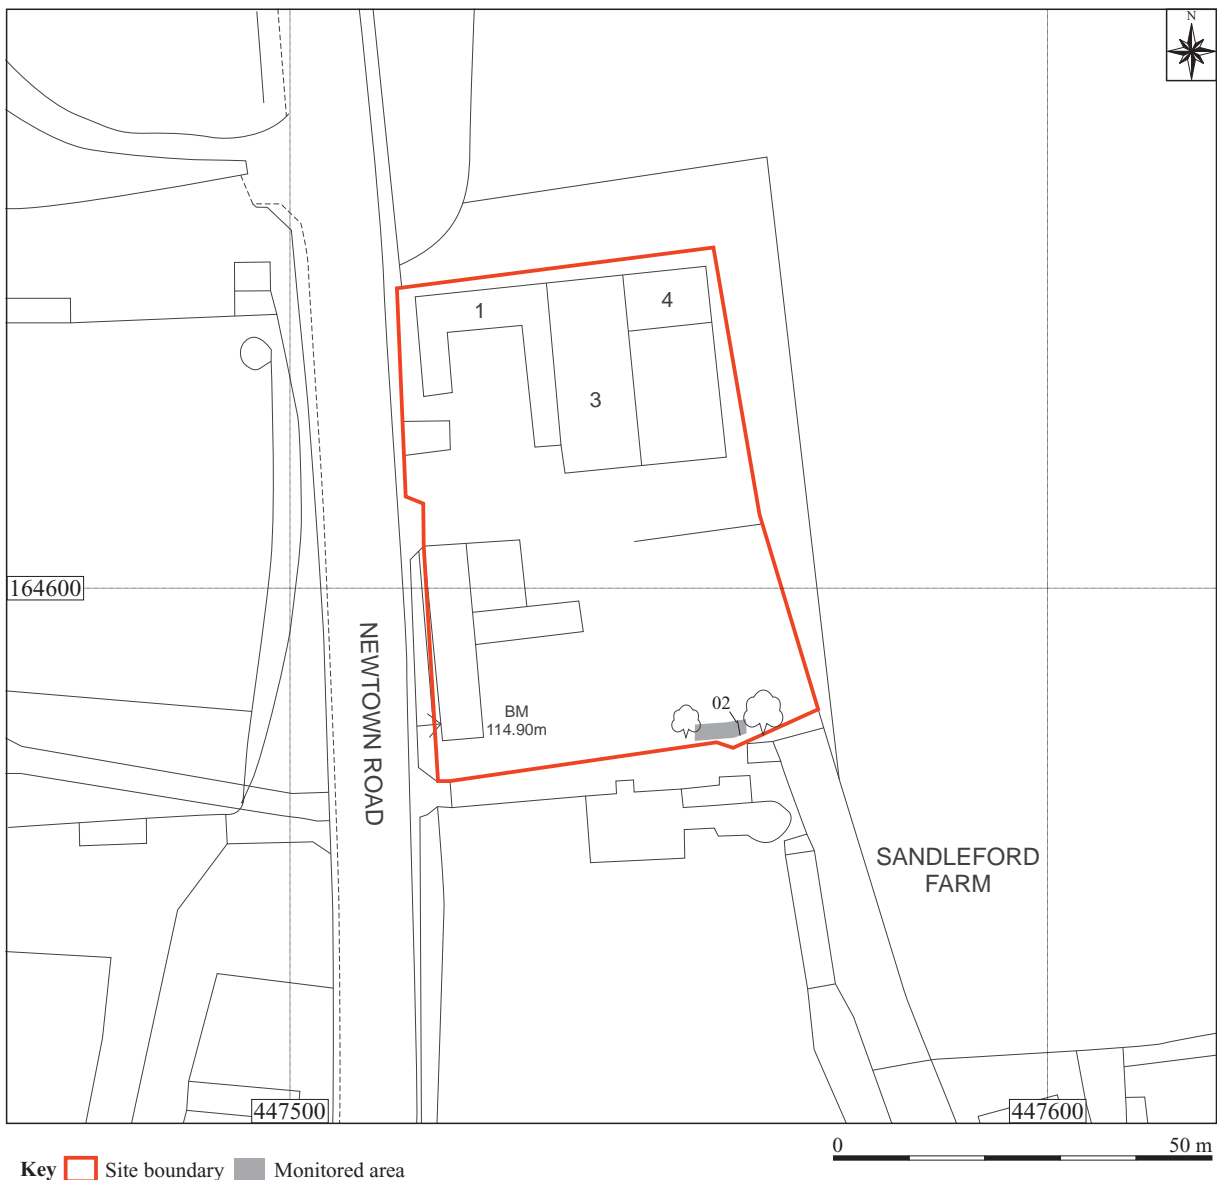 N
1
4
3
164600
NEWTOWN ROAD
BM
114.90m
02
SANDLEFORD
FARM
447500
447600
0 50 m
Key Site boundary Monitored area